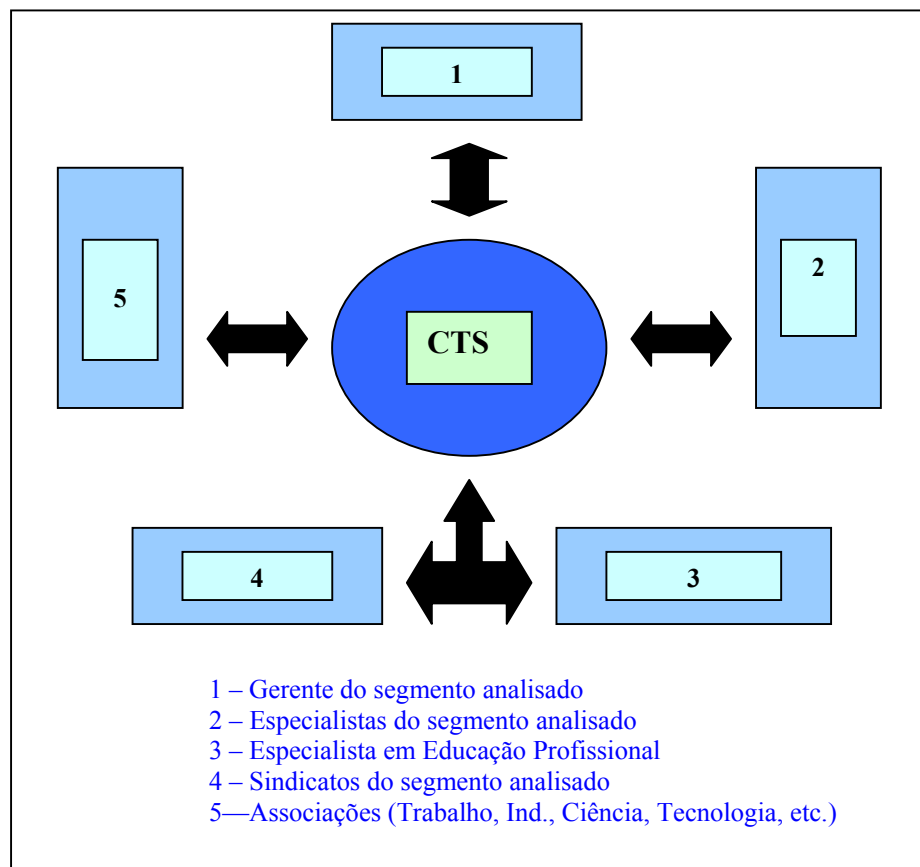 1
5
CTS
2
4
3
1 – Gerente do segmento analisado
2 – Especialistas do segmento analisado
3 – Especialista em Educação Profissional
4 – Sindicatos do segmento analisado
5—Associações (Trabalho, Ind., Ciência, Tecnologia, etc.)